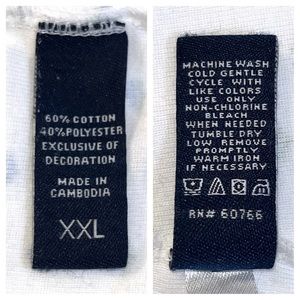 60% COTTON
40% POLYESTER
EXCLUSIVE OF
DECORATION
MADE IN
CAMBODIA
XXL
MACHINE WASH
COLD GENTLE
CYCLE WITH
LIKE COLORS
USE ONLY
NON-CHLORINE
BLEACH
WHEN NEEDED
TUMBLE DRY
LOW. REMOVE
PROMPTLY
WARM IRON
IF NECESSARY
RN# 60766